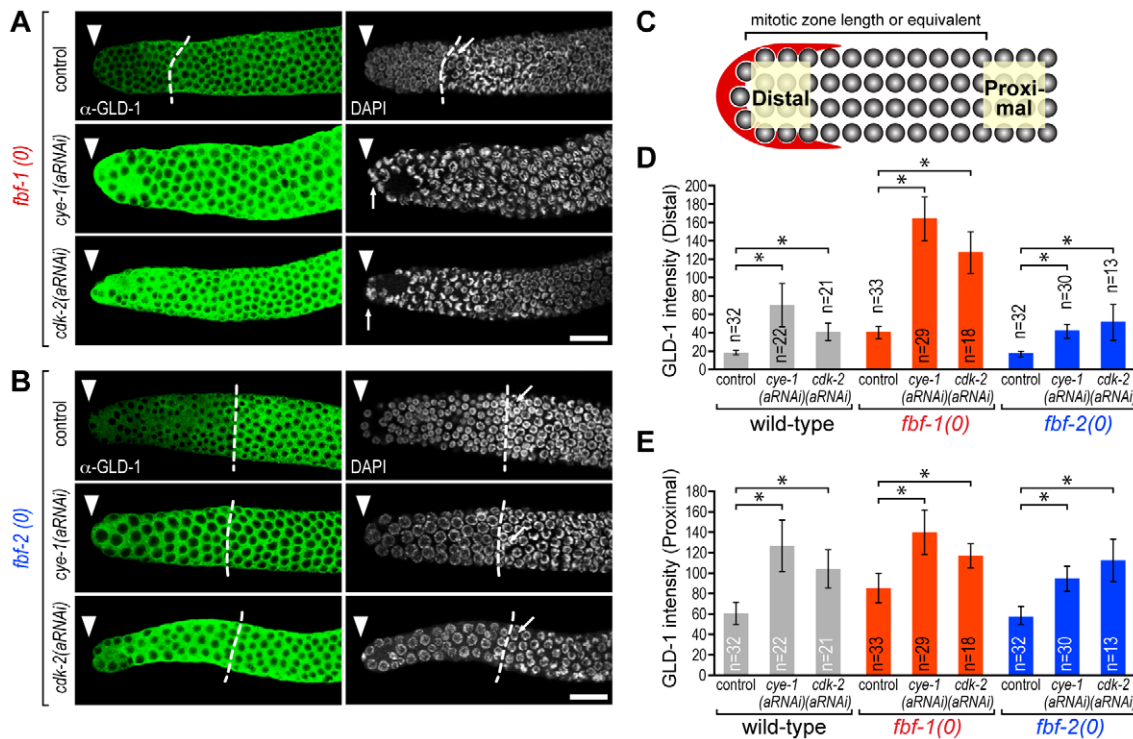 A
fbf-1 (0)
control
cye-1(aRNAi)
cdk-2(aRNAi)
α-GLD-1
DAPI
B
fbf-2 (0)
control
cye-1(aRNAi)
cdk-2(aRNAi)
α-GLD-1
DAPI
C
mitotic zone length or equivalent
Distal
Proxi-
mal
D
GLD-1 intensity (Distal)
200
180
160
140
120
100
80
60
40
20
0
n=32
n=22
n=21
n=33
n=29
n=18
n=32
n=30
n=13
* * * * * *
control cye-1 cdk-2 control cye-1 cdk-2 control cye-1 cdk-2
(aRNAi)(aRNAi) (aRNAi)(aRNAi) (aRNAi)(aRNAi)
wild-type fbf-1(0) fbf-2(0)
E
GLD-1 intensity (Proximal)
180
160
140
120
100
80
60
40
20
0
* * * * * *
n=32 n=22 n=21 n=33 n=29 n=18 n=32 n=30 n=13
control cye-1 cdk-2 control cye-1 cdk-2 control cye-1 cdk-2
(aRNAi)(aRNAi) (aRNAi)(aRNAi) (aRNAi)(aRNAi)
wild-type fbf-1(0) fbf-2(0)